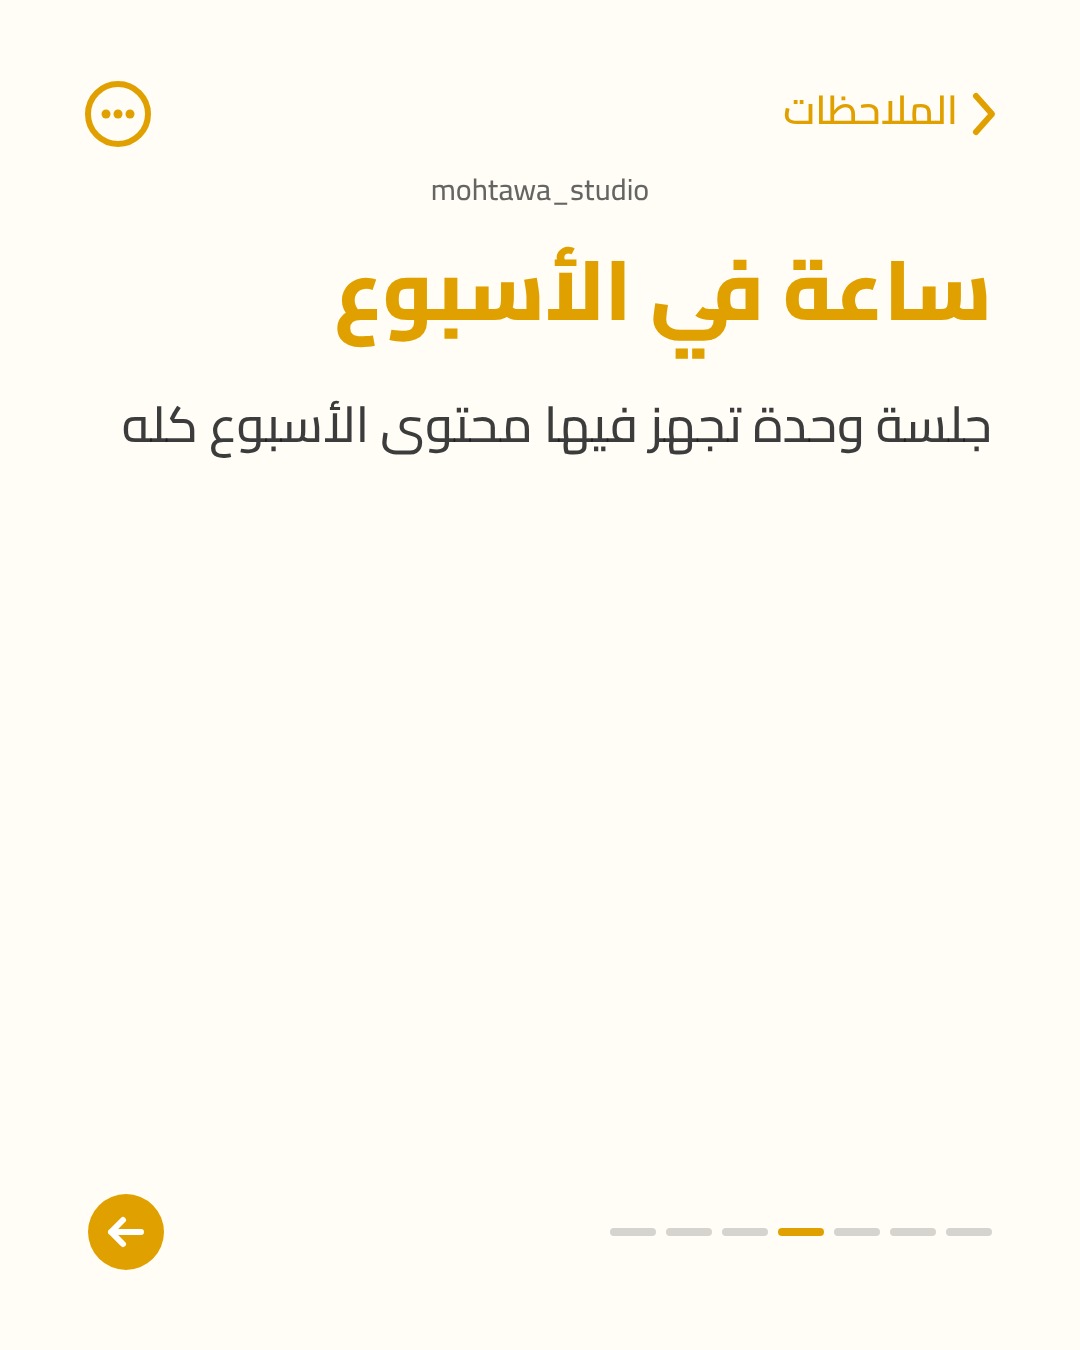 الملاحظات
mohtawa_studio
ساعة في الأسبوع
جلسة وحدة تجهز فيها محتوى الأسبوع كله